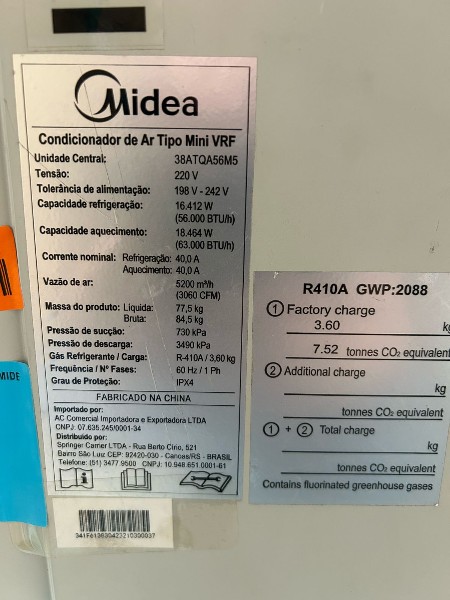 Midea
Condicionador de Ar Tipo Mini VRF
Unidade Central: 38ATQA56M5
Tensão: 220 V
Tolerância de alimentação: 198 V - 242 V
Capacidade refrigeração: 16.412 W
(56.000 BTU/h)
Capacidade aquecimento: 18.464 W
(63.000 BTU/h)
Corrente nominal: Refrigeração: 40,0 A
Aquecimento: 40,0 A
Vazão de ar: 5200 m³/h
(3060 CFM)
Massa do produto: Líquida: 77,5 kg
Bruta: 84,5 kg
Pressão de sucção: 730 kPa
Pressão de descarga: 3490 kPa
Gás Refrigerante / Carga: R-410A / 3,60 kg
Frequência / Nº Fases: 60 Hz / 1 Ph
Grau de Proteção: IPX4
FABRICADO NA CHINA
Importado por:
AC Comercial Importadora e Exportadora LTDA
CNPJ: 07.635.245/0001-34
Distribuido por:
Springer Carrier LTDA - Rua Berto Círio, 521
Bairro São Luiz CEP: 92420-030 - Canoas/RS - BRASIL
Telefone: (51) 3477.9500 CNPJ: 10.948.651.0001-61
R410A GWP:2088
① Factory charge
3.60 kg
7.52 tonnes CO₂ equivalent
② Additional charge
kg
tonnes CO₂ equivalent
① + ② Total charge
kg
tonnes CO₂ equivalent
Contains fluorinated greenhouse gases
MIDE